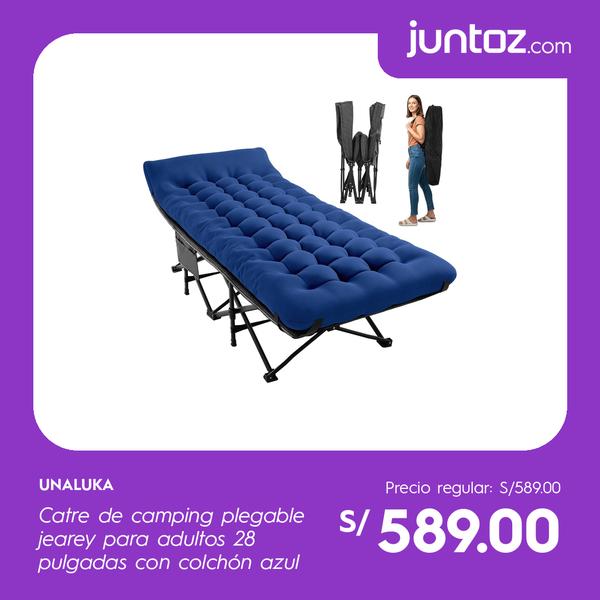 juntoz.com
UNALUKA
Catre de camping plegable
jearey para adultos 28
pulgadas con colchón azul
Precio regular: S/589.00
S/ 589.00